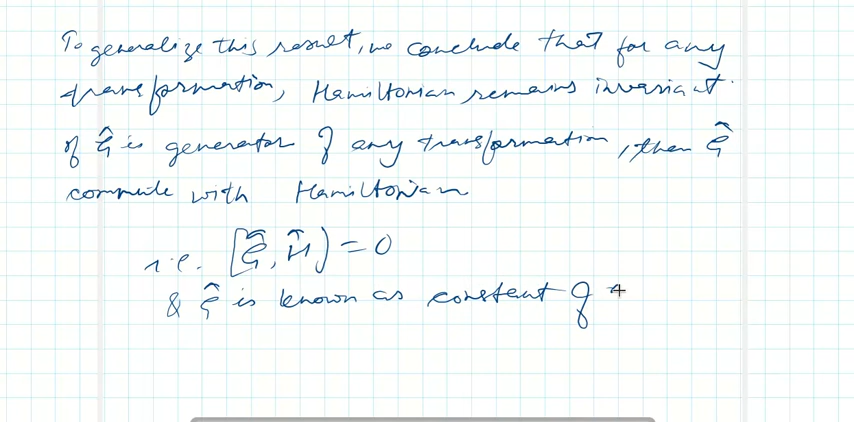 To generalize this result, we conclude that for any
transformation, Hamiltonian remains invariant.
If Ĝ is generator of any transformation, then Ĝ
commute with Hamiltonian
i.e. [Ĝ, Ĥ] = 0
& Ĝ is known as constant of